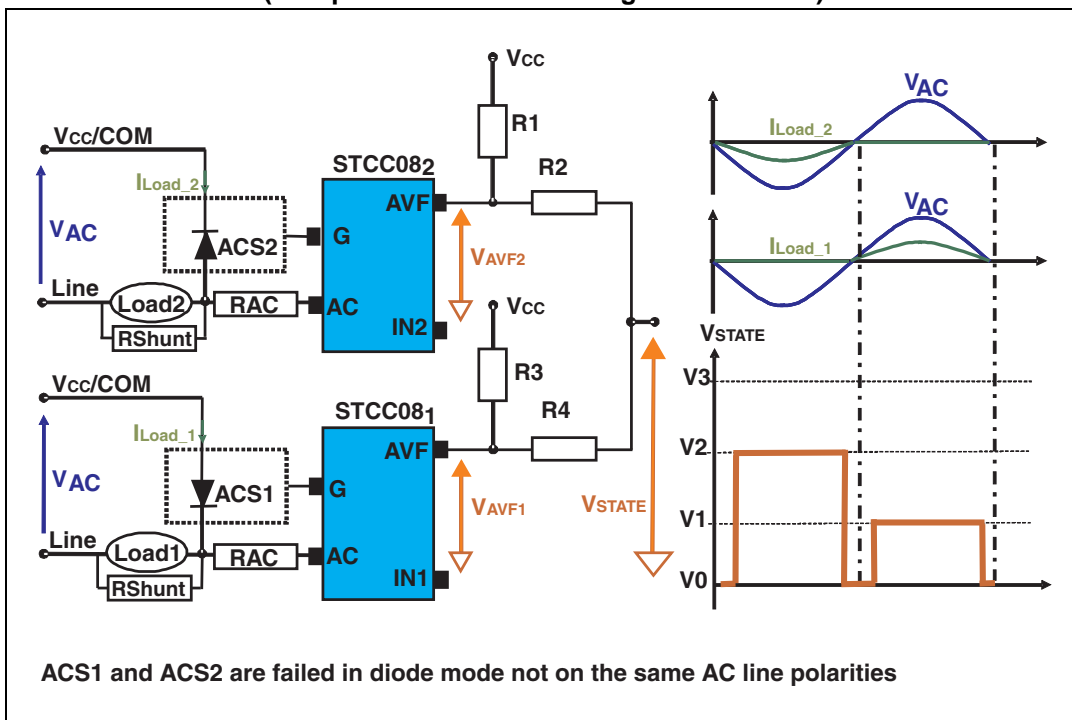 VCC
R1
R2
VCC/COM
ILoad_2
STCC082
AVF
G
ACS2
VAC
VAVF2
Line
Load2
RAC
AC
IN2
RShunt
VCC
R3
R4
VCC/COM
ILoad_1
STCC081
AVF
G
ACS1
VAC
VAVF1
VSTATE
Line
Load1
RAC
AC
IN1
RShunt
VAC
ILoad_2
VAC
ILoad_1
VSTATE
V3
V2
V1
V0
ACS1 and ACS2 are failed in diode mode not on the same AC line polarities